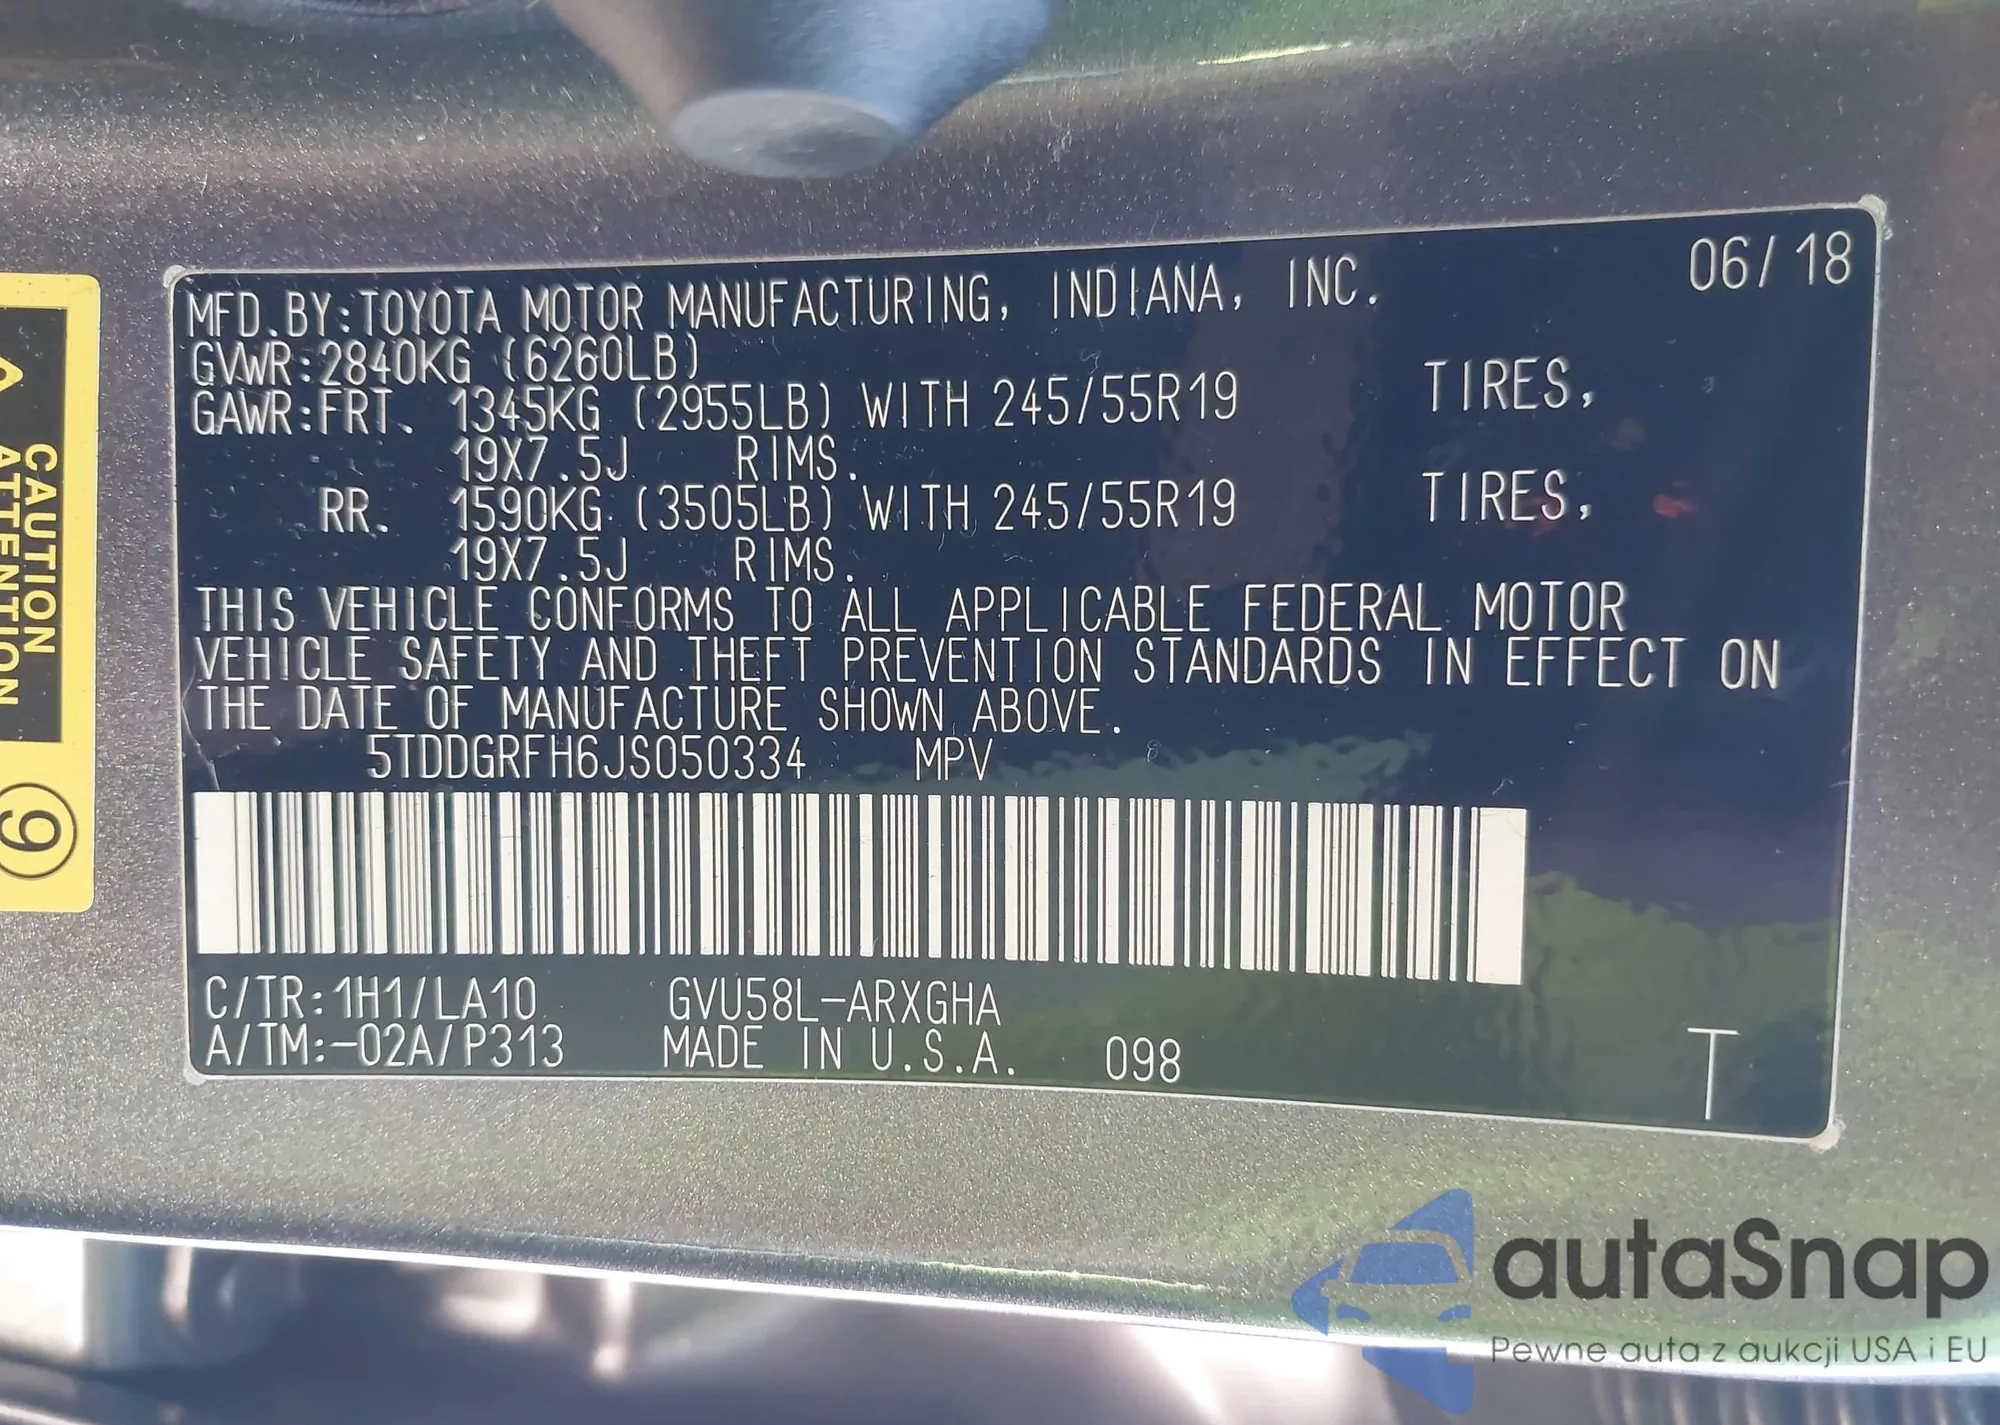 06/18
MFD.BY:TOYOTA MOTOR MANUFACTURING, INDIANA, INC.
GVWR:2840KG (6260LB)
GAWR:FRT. 1345KG (2955LB) WITH 245/55R19 TIRES,
19X7.5J RIMS.
RR. 1590KG (3505LB) WITH 245/55R19 TIRES,
19X7.5J RIMS.
THIS VEHICLE CONFORMS TO ALL APPLICABLE FEDERAL MOTOR
VEHICLE SAFETY AND THEFT PREVENTION STANDARDS IN EFFECT ON
THE DATE OF MANUFACTURE SHOWN ABOVE.
5TDDGRFH6JS050334 MPV
C/TR:1H1/LA10 GVU58L-ARXGHA
A/TM:-02A/P313 MADE IN U.S.A. 098 T
CAUTION
ATTENTION
9
autaSnap
Pewne auta z aukcji USA i EU